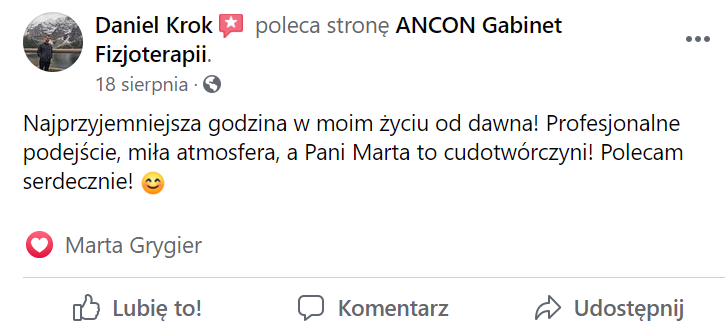 Daniel Krok poleca stronę ANCON Gabinet
Fizjoterapii.
18 sierpnia ·
Najprzyjemniejsza godzina w moim życiu od dawna! Profesjonalne
podejście, miła atmosfera, a Pani Marta to cudotwórczyni! Polecam
serdecznie! 😊
Marta Grygier
Lubię to! Komentarz Udostępnij